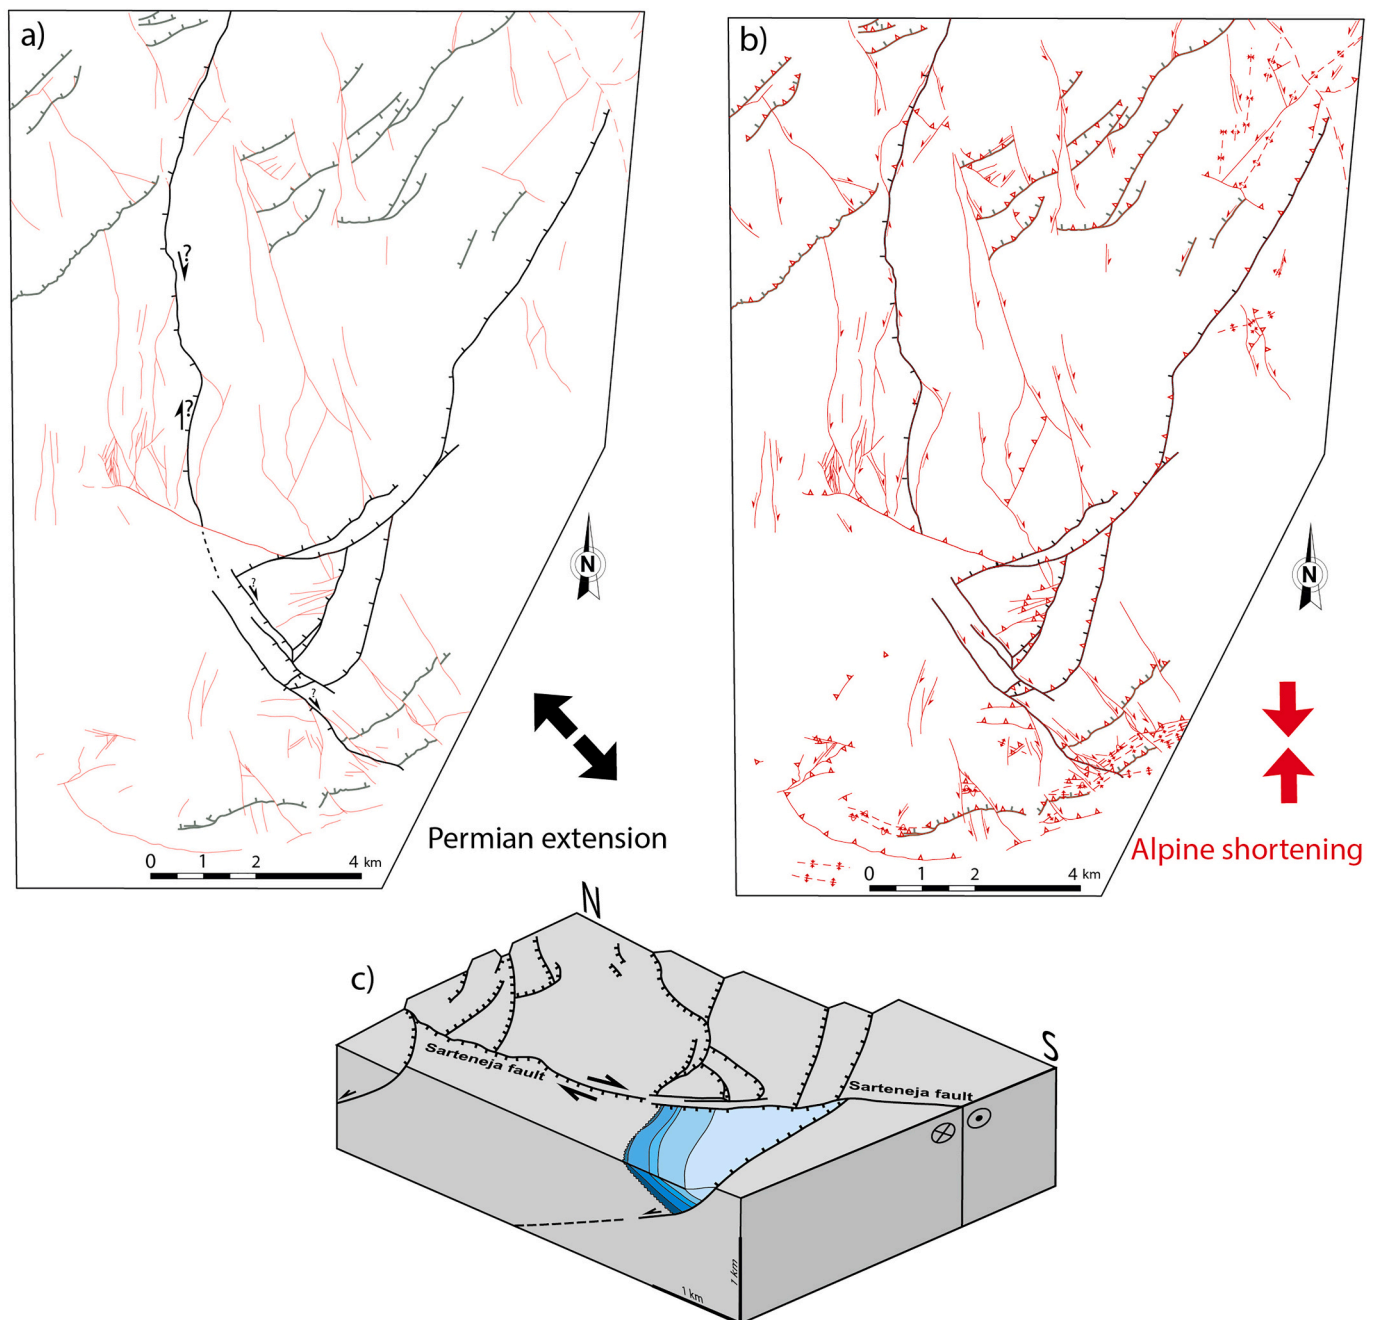 a)
?
?
?
?
N
Permian extension
0 1 2 4 km
b)
N
Alpine shortening
0 1 2 4 km
c)
N
S
Sarteneja fault
Sarteneja fault
1 km
1 km